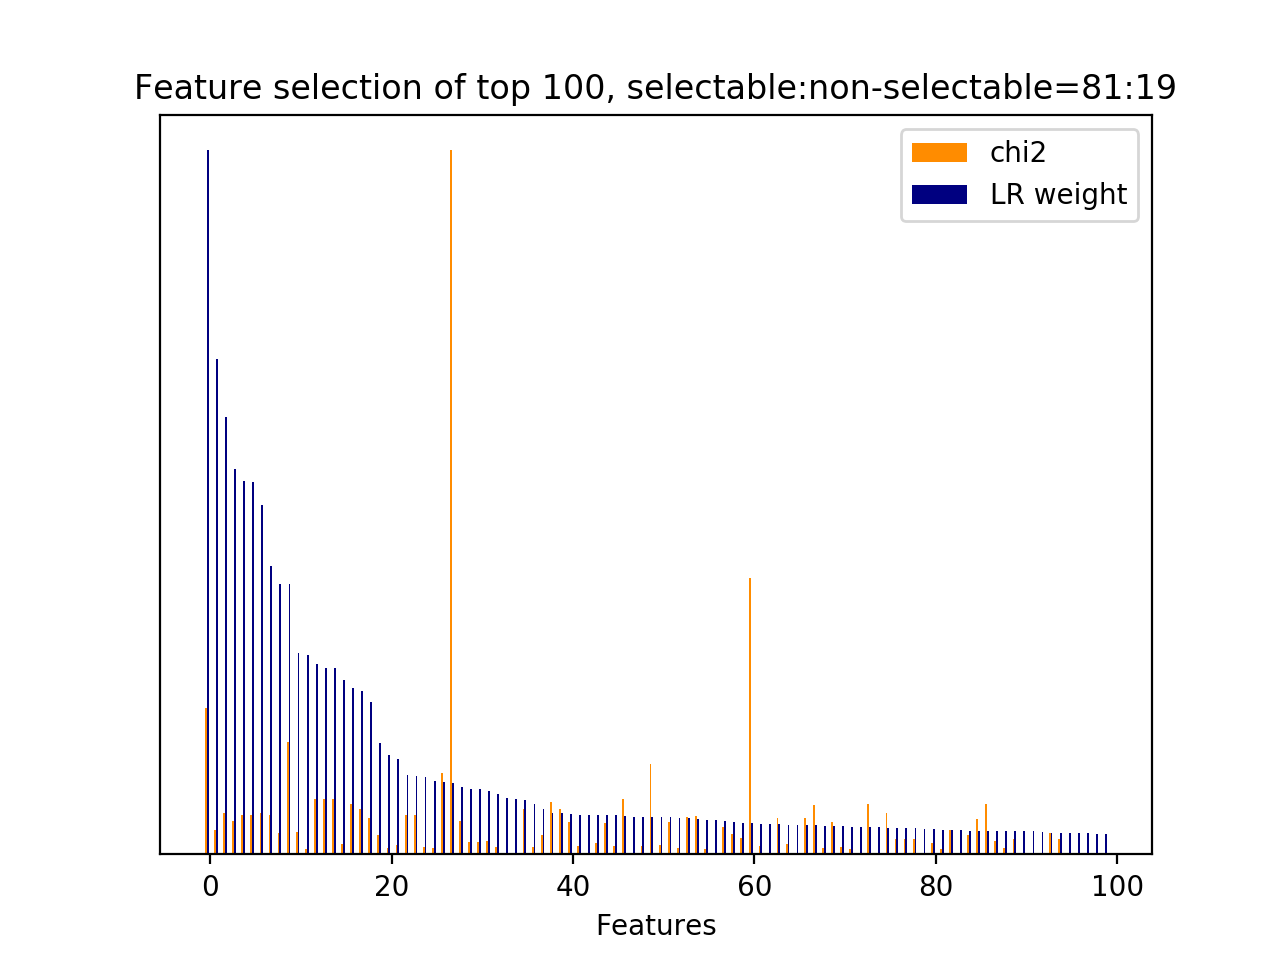 Feature selection of top 100, selectable:non-selectable=81:19
chi2
LR weight
0 20 40 60 80 100
Features